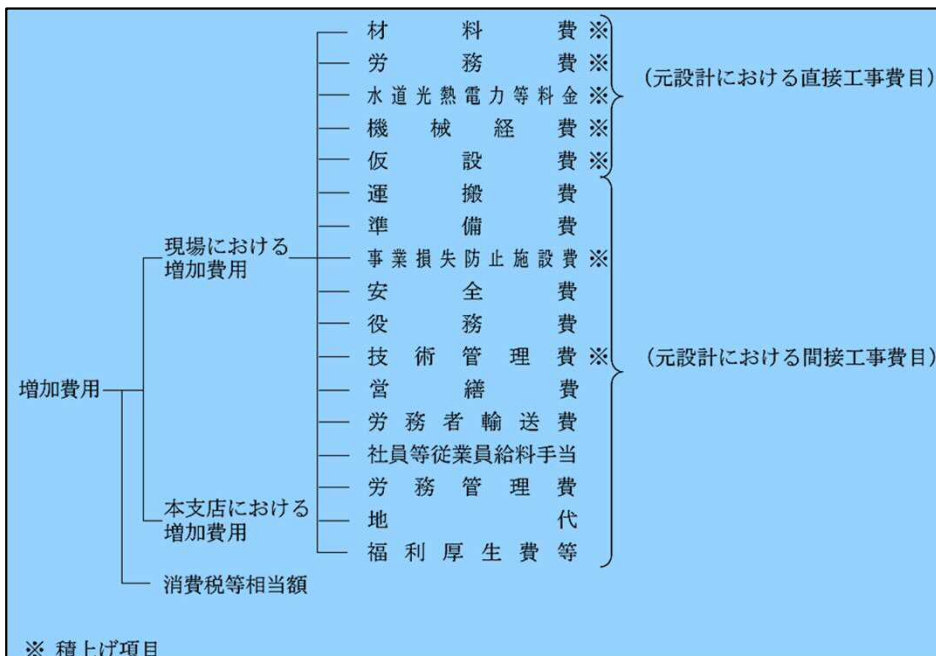 材料費※
労務費※
(元設計における直接工事費目)
水道光熱電力等料金※
機械経費※
仮設費※
運搬費
準備費
現場における
増加費用
事業損失防止施設費※
安全費
役務費
技術管理費※
(元設計における間接工事費目)
増加費用
営繕費
労務者輸送費
社員等従業員給料手当
労務管理費
本支店における
増加費用
地代
福利厚生費等
消費税等相当額
※ 積上げ項目